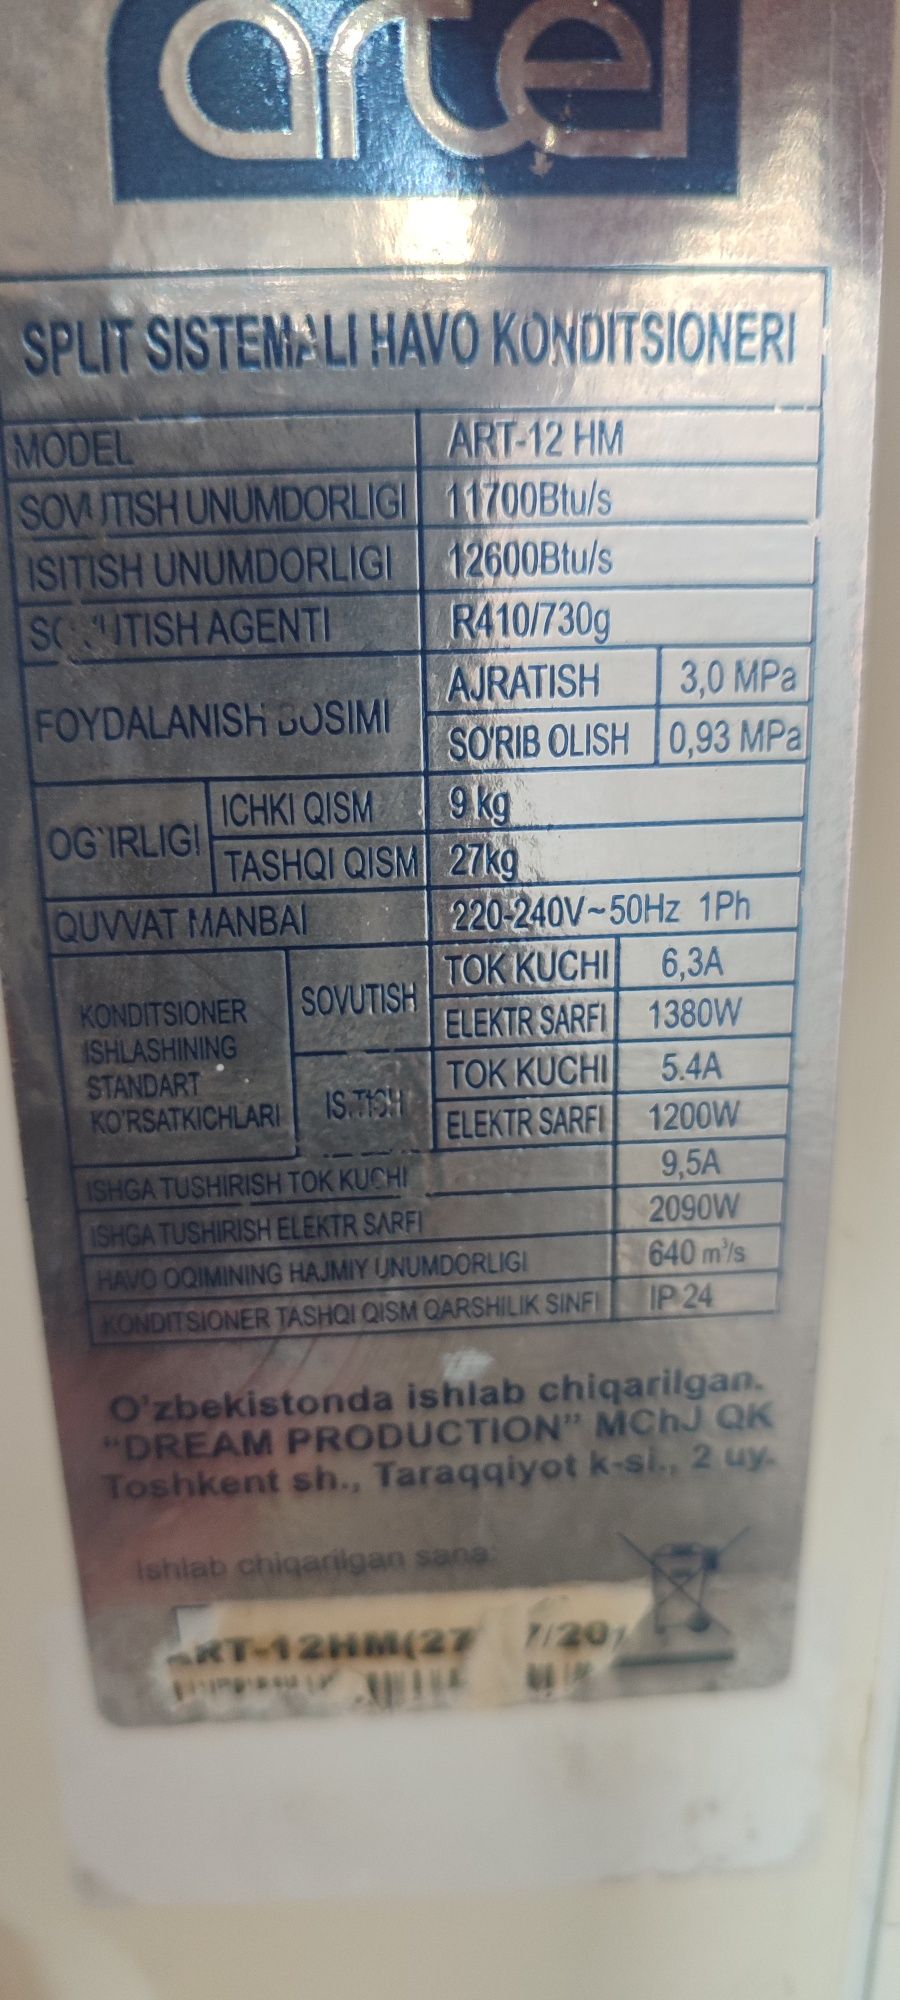 artel
SPLIT SISTEMALI HAVO KONDITSIONERI
MODEL ART-12 HM
SOVUTISH UNUMDORLIGI 11700Btu/s
ISITISH UNUMDORLIGI 12600Btu/s
SOVUTISH AGENTI R410/730g
FOYDALANISH BOSIMI AJRATISH 3,0 MPa
SO'RIB OLISH 0,93 MPa
OG'IRLIGI ICHKI QISM 9 kg
TASHQI QISM 27kg
QUVVAT MANBAI 220-240V~50Hz 1Ph
KONDITSIONER
ISHLASHINING
STANDART
KO'RSATKICHLARI
SOVUTISH TOK KUCHI 6,3A
ELEKTR SARFI 1380W
ISITISH TOK KUCHI 5.4A
ELEKTR SARFI 1200W
ISHGA TUSHIRISH TOK KUCHI 9,5A
ISHGA TUSHIRISH ELEKTR SARFI 2090W
HAVO OQIMINING HAJMIY UNUMDORLIGI 640 m³/s
KONDITSIONER TASHQI QISM QARSHILIK SINFI IP 24
O'zbekistonda ishlab chiqarilgan.
"DREAM PRODUCTION" MChJ QK
Toshkent sh., Taraqqiyot k-si., 2 uy.
Ishlab chiqarilgan sana:
ART-12HM(27 7/20